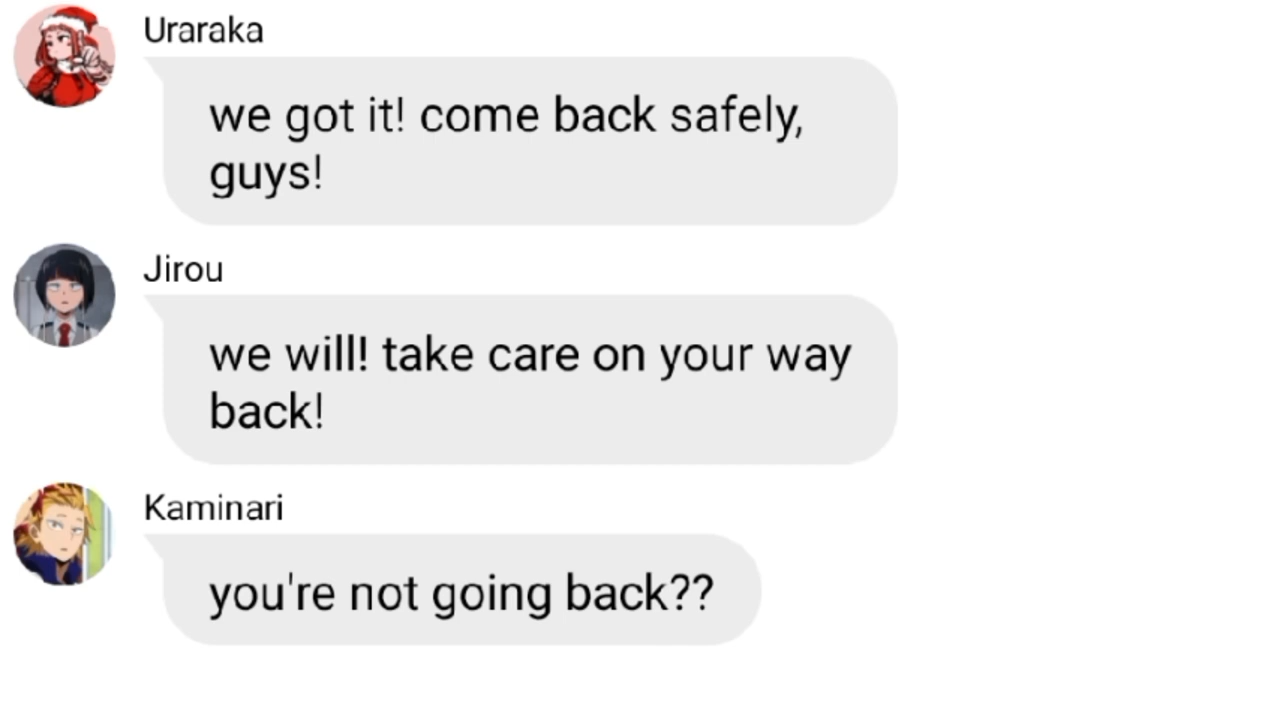 Uraraka
we got it! come back safely,
guys!
Jirou
we will! take care on your way
back!
Kaminari
you're not going back??